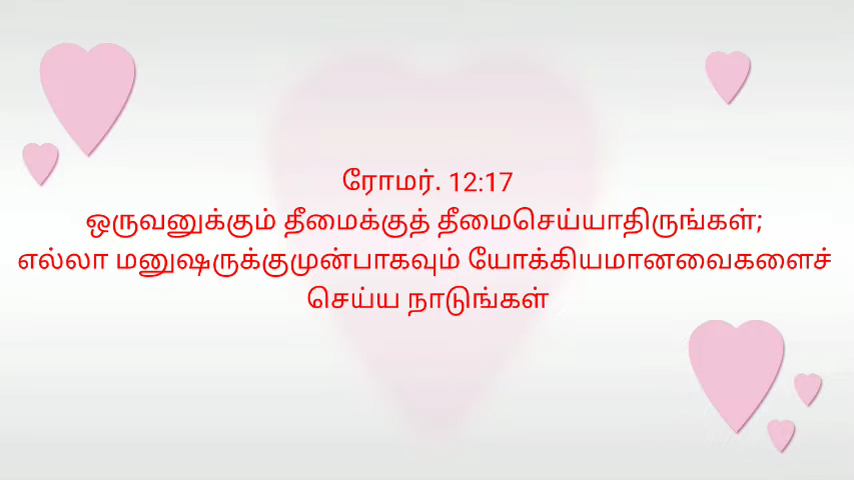 ரோமர். 12:17
ஒருவனுக்கும் தீமைக்குத் தீமைசெய்யாதிருங்கள்;
எல்லா மனுஷருக்குமுன்பாகவும் யோக்கியமானவைகளைச்
செய்ய நாடுங்கள்